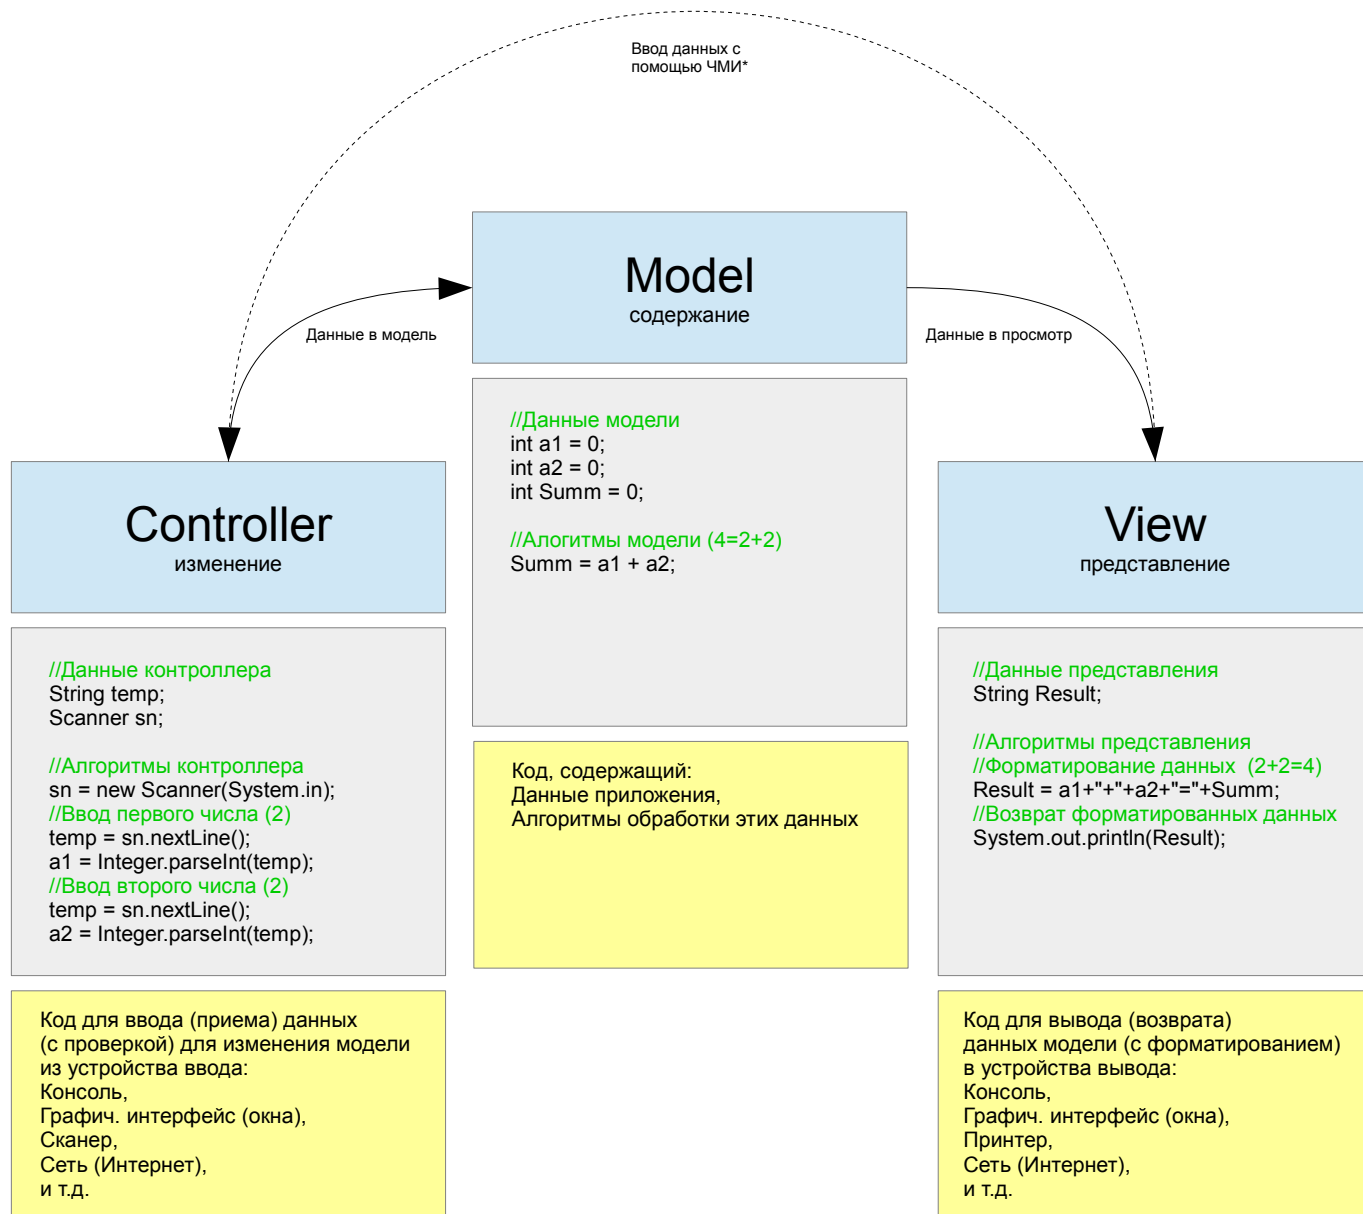 Ввод данных с
помощью ЧМИ*
Model
содержание
Данные в модель
Данные в просмотр
//Данные модели
int a1 = 0;
int a2 = 0;
int Summ = 0;
//Алогитмы модели (4=2+2)
Summ = a1 + a2;
Код, содержащий:
Данные приложения,
Алгоритмы обработки этих данных
Controller
изменение
//Данные контроллера
String temp;
Scanner sn;
//Алгоритмы контроллера
sn = new Scanner(System.in);
//Ввод первого числа (2)
temp = sn.nextLine();
a1 = Integer.parseInt(temp);
//Ввод второго числа (2)
temp = sn.nextLine();
a2 = Integer.parseInt(temp);
Код для ввода (приема) данных
(с проверкой) для изменения модели
из устройства ввода:
Консоль,
Графич. интерфейс (окна),
Сканер,
Сеть (Интернет),
и т.д.
View
представление
//Данные представления
String Result;
//Алгоритмы представления
//Форматирование данных  (2+2=4)
Result = a1+"+"+a2+"="+Summ;
//Возврат форматированных данных
System.out.println(Result);
Код для вывода (возврата)
данных модели (с форматированием)
в устройства вывода:
Консоль,
Графич. интерфейс (окна),
Принтер,
Сеть (Интернет),
и т.д.